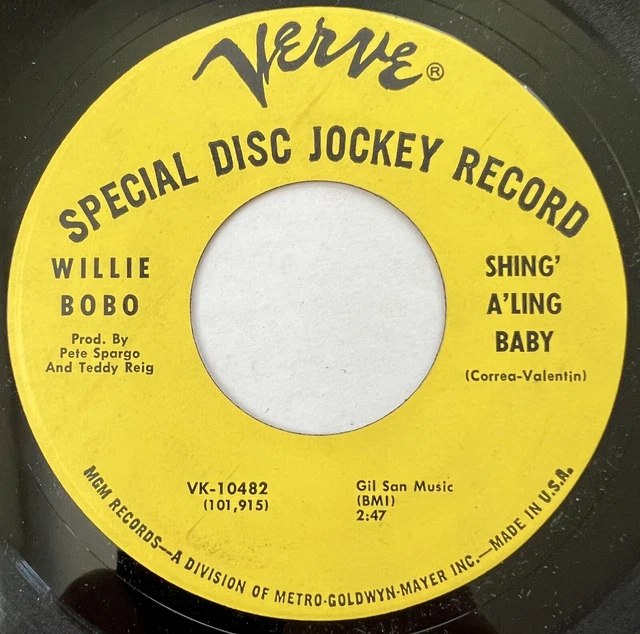 Verve®
SPECIAL DISC JOCKEY RECORD
WILLIE
BOBO
Prod. By
Pete Spargo
And Teddy Reig
SHING'
A'LING
BABY
(Correa-Valentin)
VK-10482
(101,915)
Gil San Music
(BMI)
2:47
MGM RECORDS—A DIVISION OF METRO-GOLDWYN-MAYER INC.—MADE IN U.S.A.